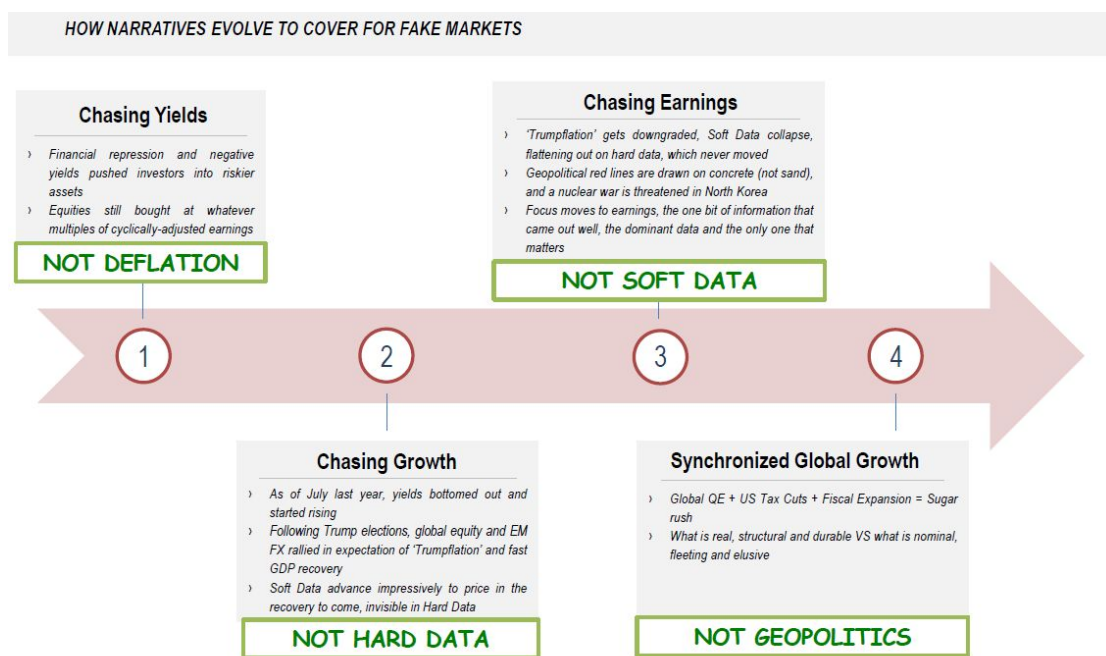 HOW NARRATIVES EVOLVE TO COVER FOR FAKE MARKETS
Chasing Yields
› Financial repression and negative
yields pushed investors into riskier
assets
› Equities still bought at whatever
multiples of cyclically-adjusted earnings
NOT DEFLATION
Chasing Earnings
› ‘Trumpflation’ gets downgraded, Soft Data collapse,
flattening out on hard data, which never moved
› Geopolitical red lines are drawn on concrete (not sand),
and a nuclear war is threatened in North Korea
› Focus moves to earnings, the one bit of information that
came out well, the dominant data and the only one that
matters
NOT SOFT DATA
1
2
3
4
Chasing Growth
› As of July last year, yields bottomed out and
started rising
› Following Trump elections, global equity and EM
FX rallied in expectation of ‘Trumpflation’ and fast
GDP recovery
› Soft Data advance impressively to price in the
recovery to come, invisible in Hard Data
NOT HARD DATA
Synchronized Global Growth
› Global QE + US Tax Cuts + Fiscal Expansion = Sugar
rush
› What is real, structural and durable VS what is nominal,
fleeting and elusive
NOT GEOPOLITICS